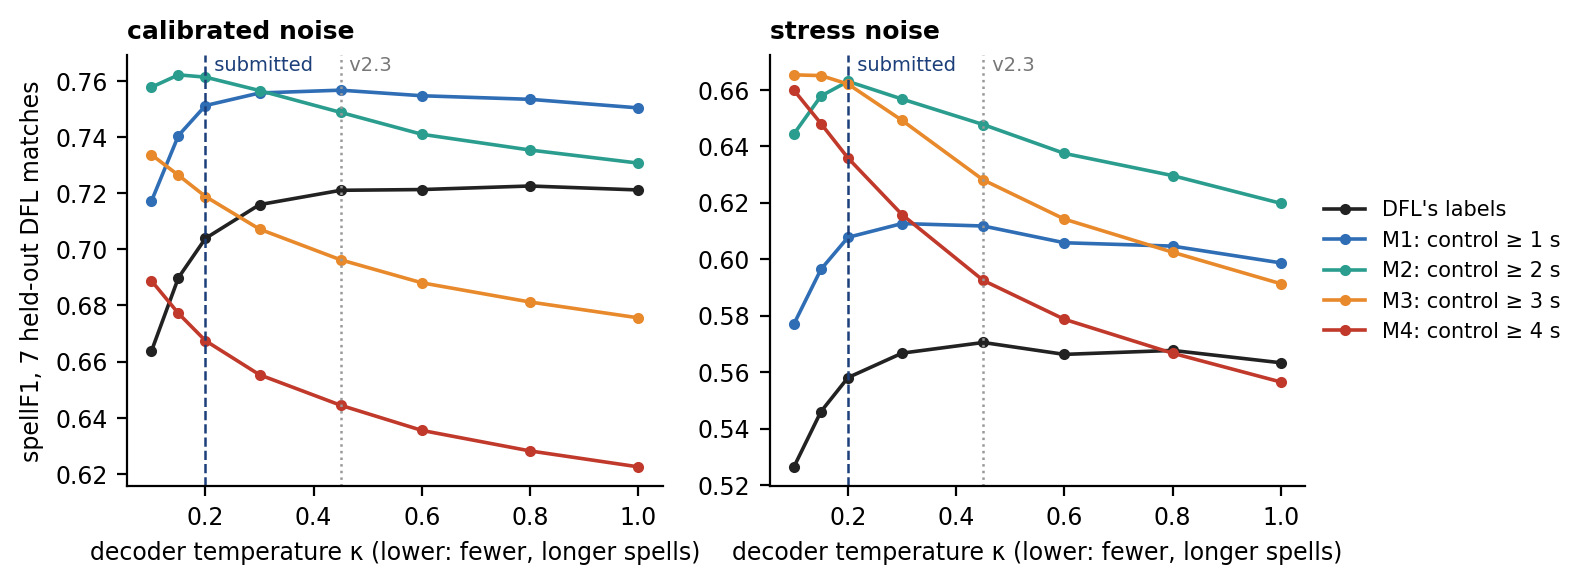 calibrated noise
submitted
v2.3
0.76
0.74
0.72
0.70
0.68
0.66
0.64
0.62
spellF1, 7 held-out DFL matches
0.2
0.4
0.6
0.8
1.0
decoder temperature κ (lower: fewer, longer spells)
stress noise
submitted
v2.3
0.66
0.64
0.62
0.60
0.58
0.56
0.54
0.52
0.2
0.4
0.6
0.8
1.0
decoder temperature κ (lower: fewer, longer spells)
DFL's labels
M1: control ≥ 1 s
M2: control ≥ 2 s
M3: control ≥ 3 s
M4: control ≥ 4 s